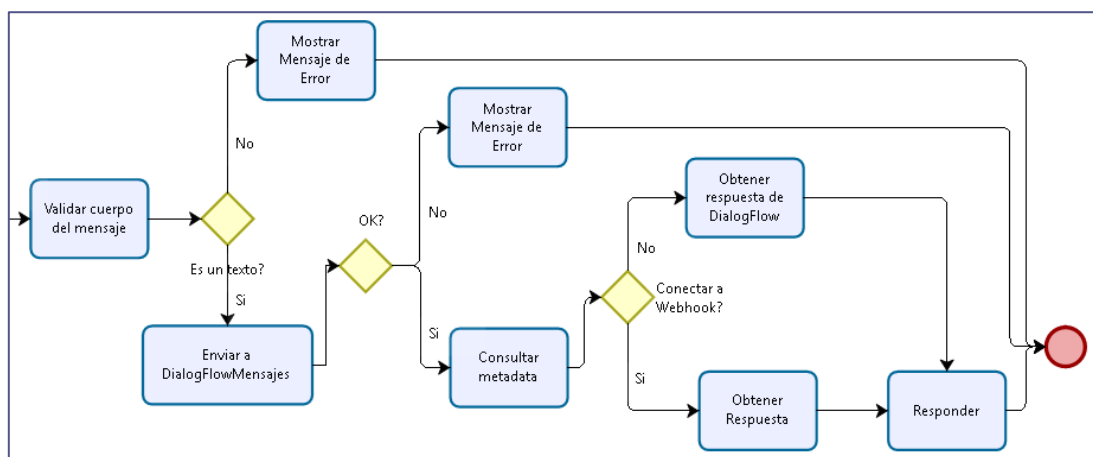 Mostrar
Mensaje de
Error
Mostrar
Mensaje de
Error
No
Obtener
respuesta de
DialogFlow
Validar cuerpo
del mensaje
OK?
No
No
Es un texto?
Si
Conectar a
Webhook?
Enviar a
DialogFlowMensajes
Si
Consultar
metadata
Si
Obtener
Respuesta
Responder